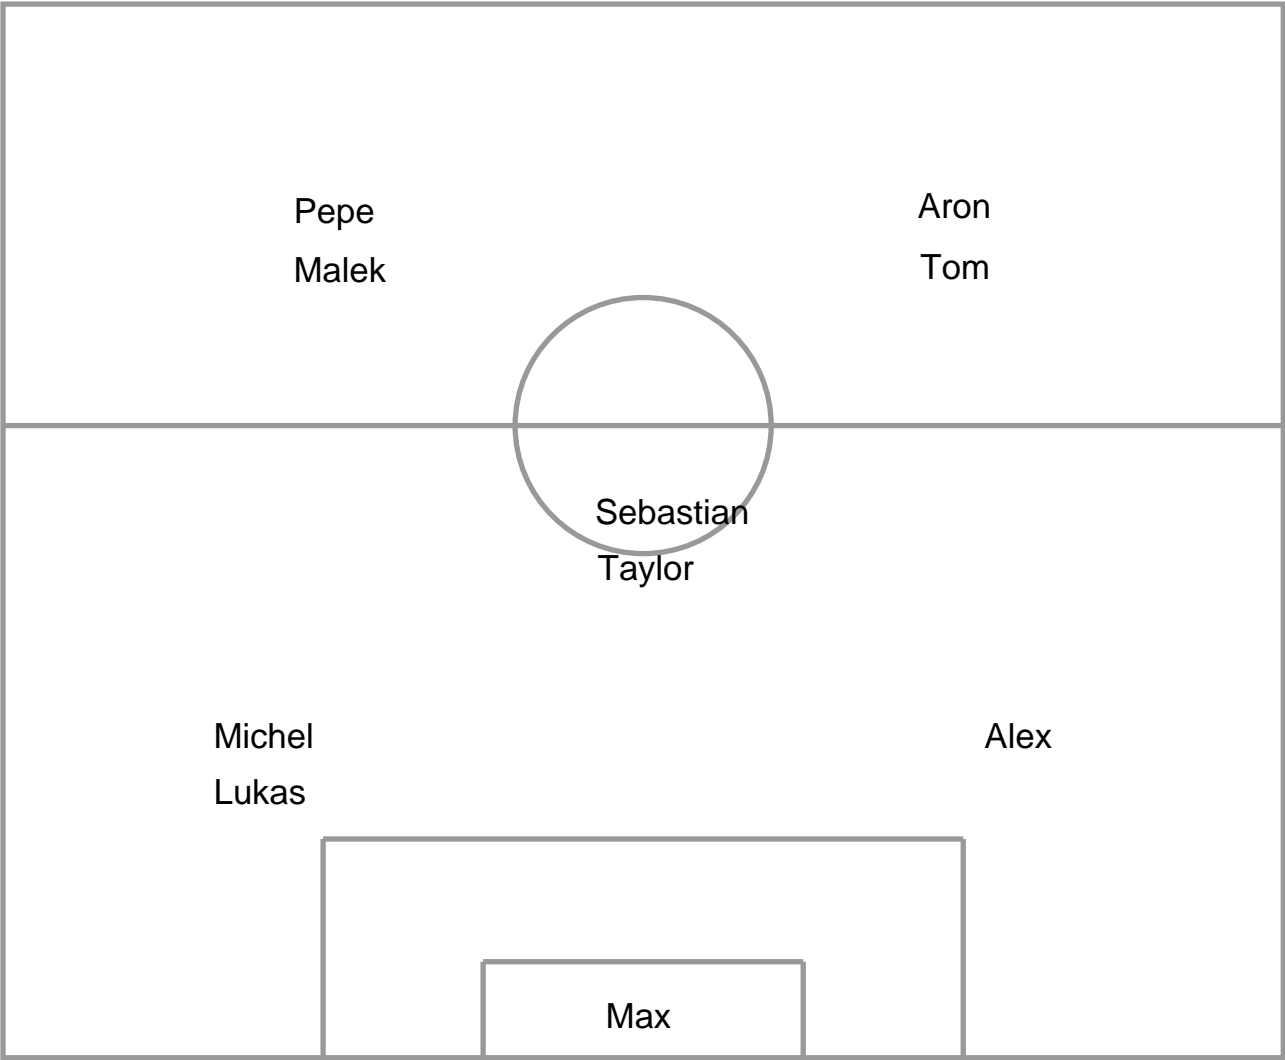 Pepe
Malek
Aron
Tom
Sebastian
Taylor
Michel
Lukas
Alex
Max